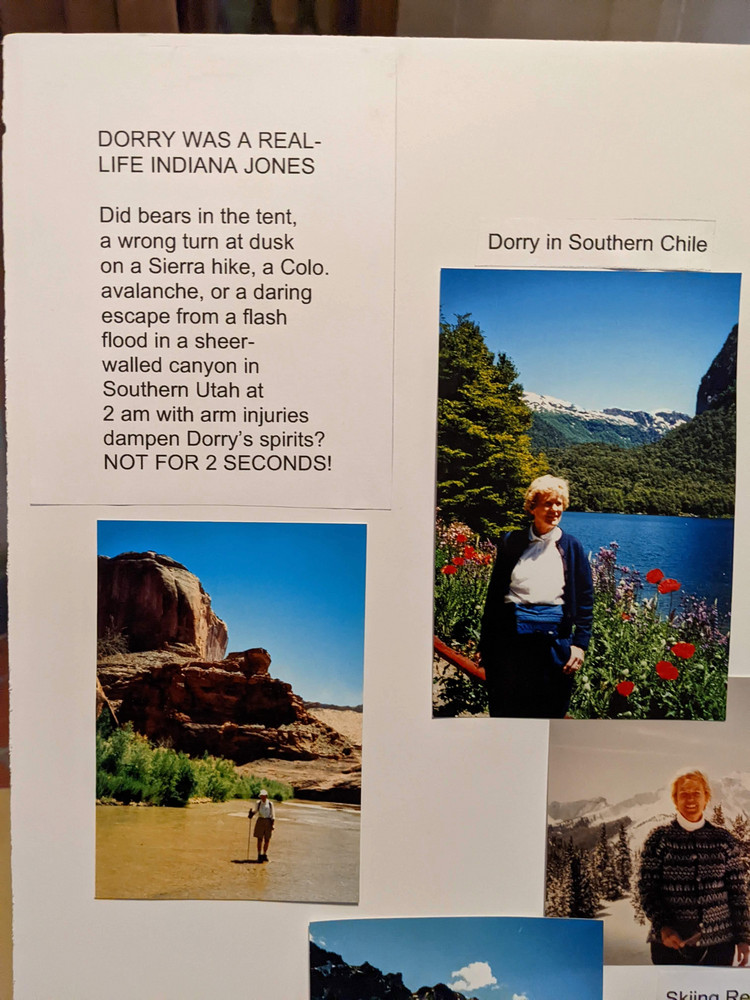 DORRY WAS A REAL-
LIFE INDIANA JONES
Did bears in the tent,
a wrong turn at dusk
on a Sierra hike, a Colo.
avalanche, or a daring
escape from a flash
flood in a sheer-
walled canyon in
Southern Utah at
2 am with arm injuries
dampen Dorry’s spirits?
NOT FOR 2 SECONDS!
Dorry in Southern Chile
Skiing